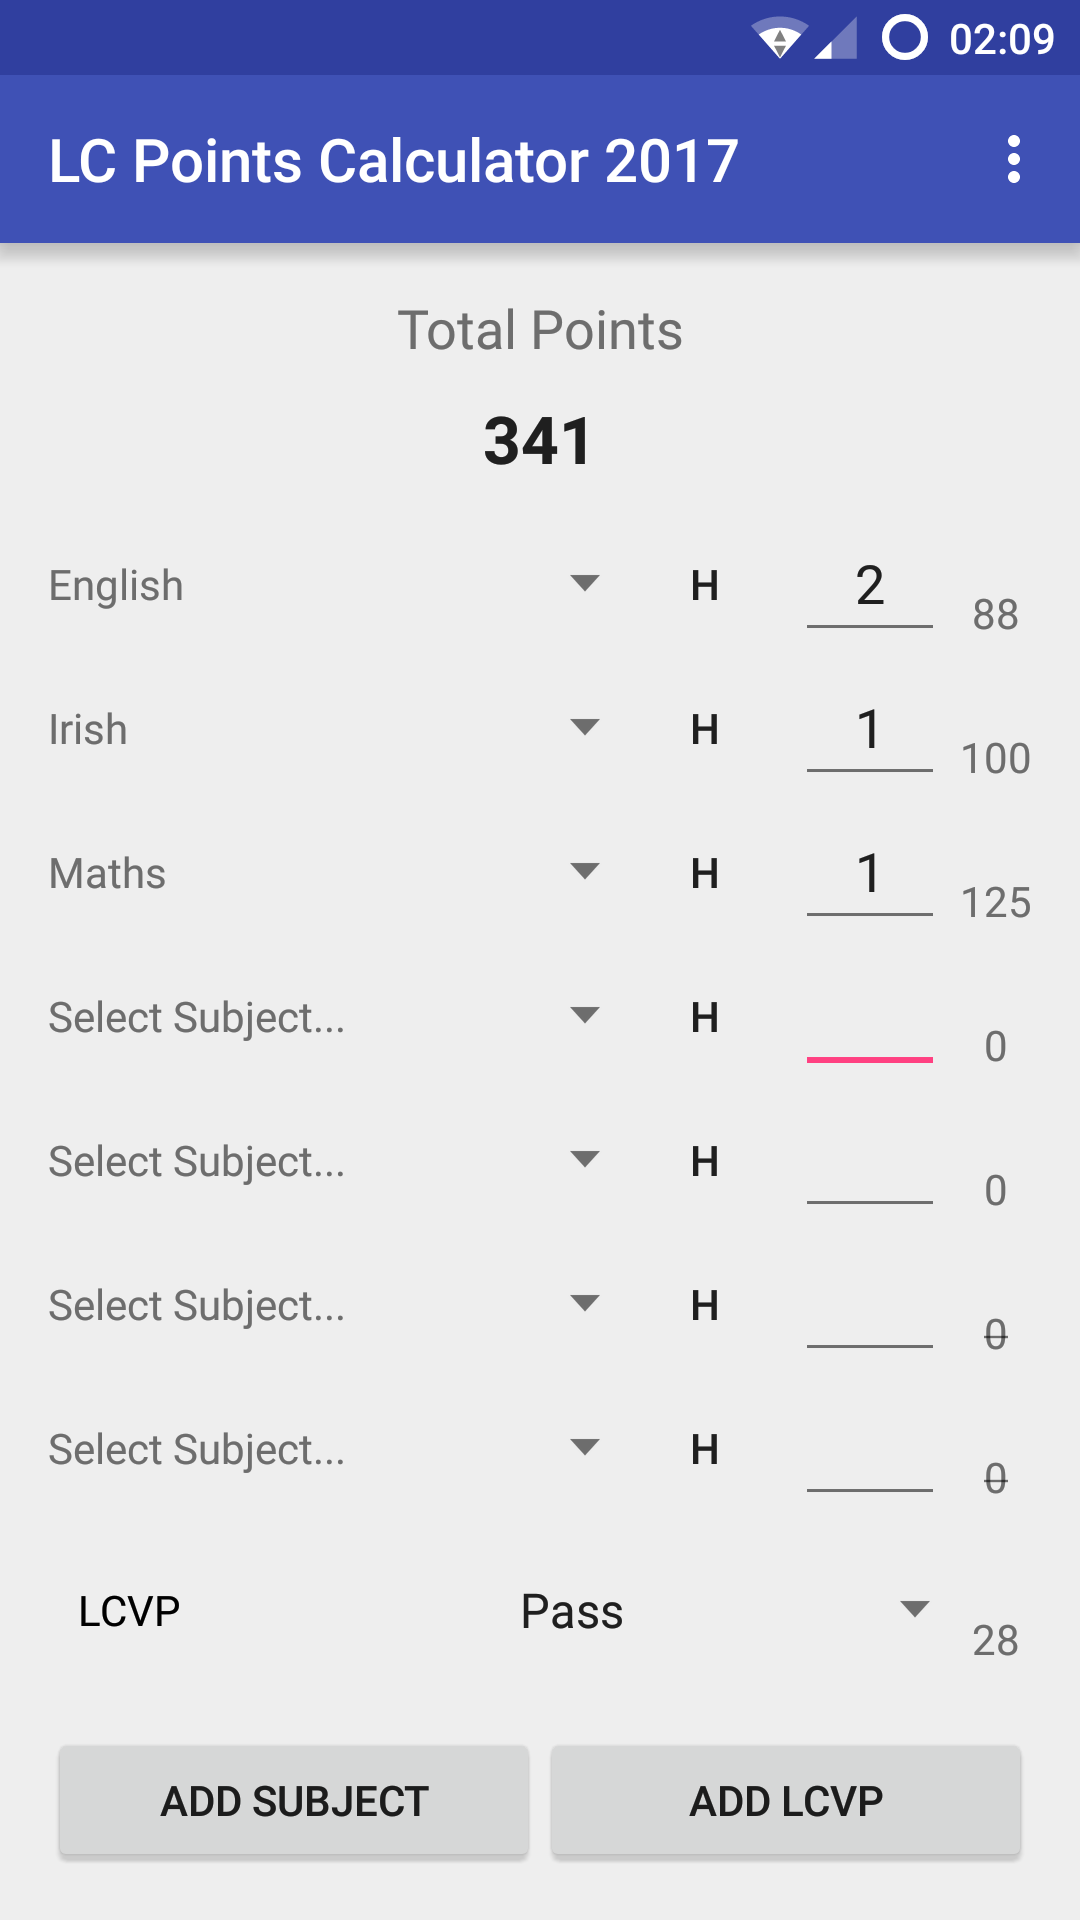 02:09
LC Points Calculator 2017
Total Points
341
English H 2 88
Irish H 1 100
Maths H 1 125
Select Subject... H 0
Select Subject... H 0
Select Subject... H 0
Select Subject... H 0
LCVP Pass 28
ADD SUBJECT ADD LCVP